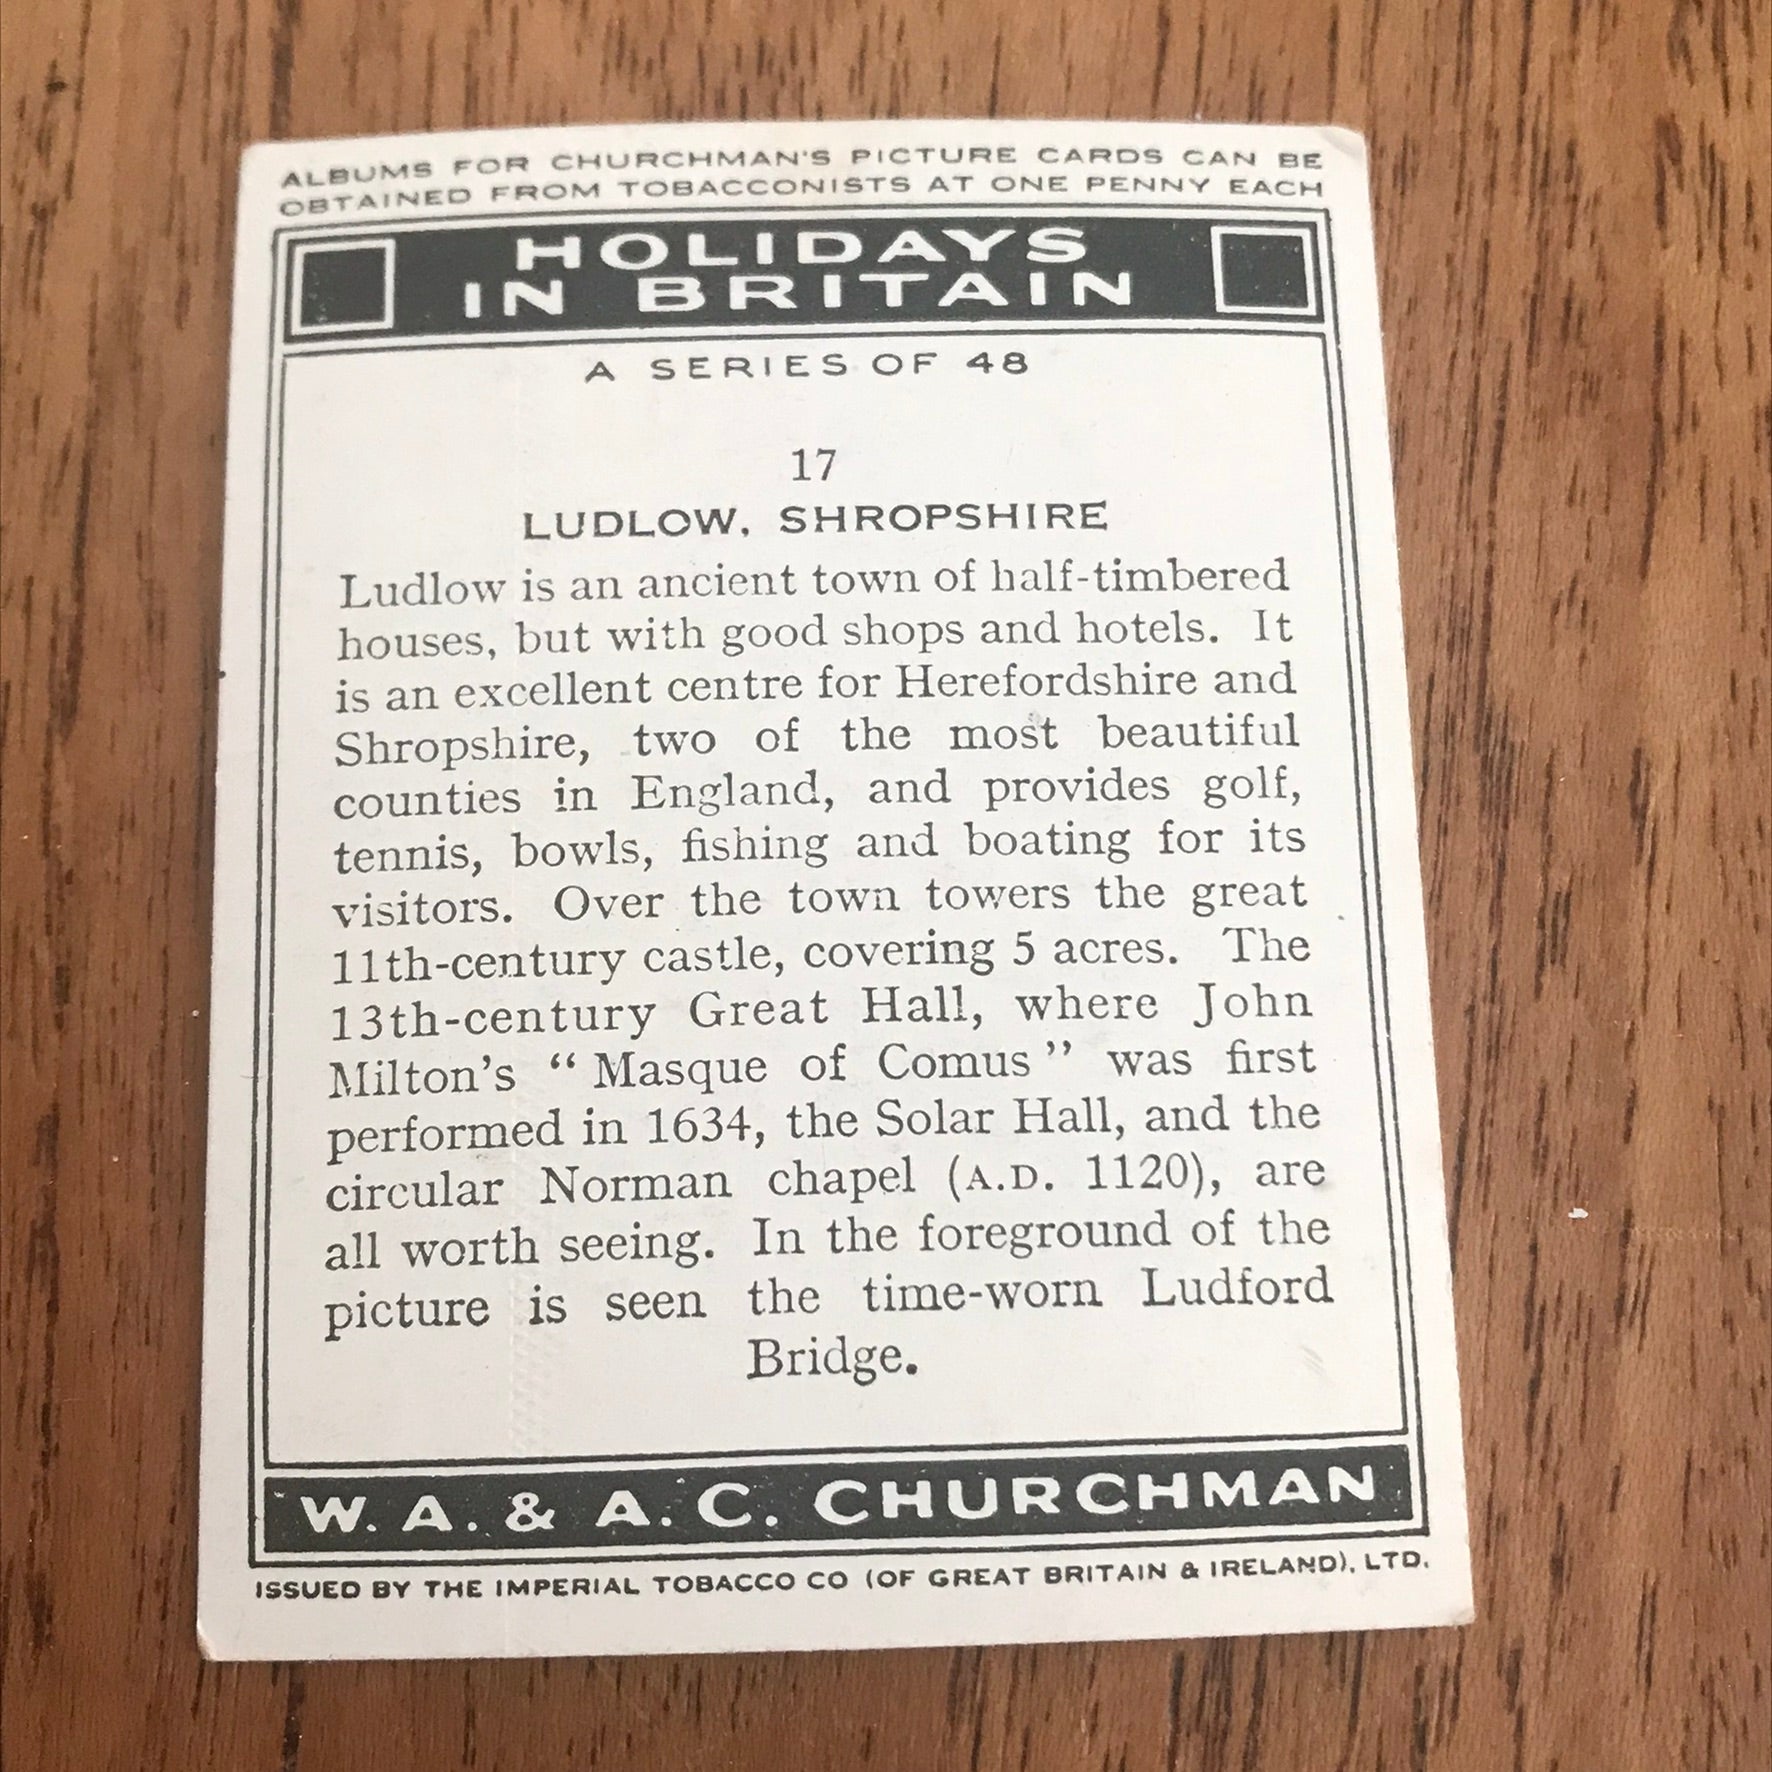 ALBUMS FOR CHURCHMAN'S PICTURE CARDS CAN BE
OBTAINED FROM TOBACCONISTS AT ONE PENNY EACH
HOLIDAYS
IN BRITAIN
A SERIES OF 48
17
LUDLOW, SHROPSHIRE
Ludlow is an ancient town of half-timbered
houses, but with good shops and hotels. It
is an excellent centre for Herefordshire and
Shropshire, two of the most beautiful
counties in England, and provides golf,
tennis, bowls, fishing and boating for its
visitors. Over the town towers the great
11th-century castle, covering 5 acres. The
13th-century Great Hall, where John
Milton's “Masque of Comus” was first
performed in 1634, the Solar Hall, and the
circular Norman chapel (A.D. 1120), are
all worth seeing. In the foreground of the
picture is seen the time-worn Ludford
Bridge.
W. A. & A. C. CHURCHMAN
ISSUED BY THE IMPERIAL TOBACCO CO (OF GREAT BRITAIN & IRELAND), LTD.